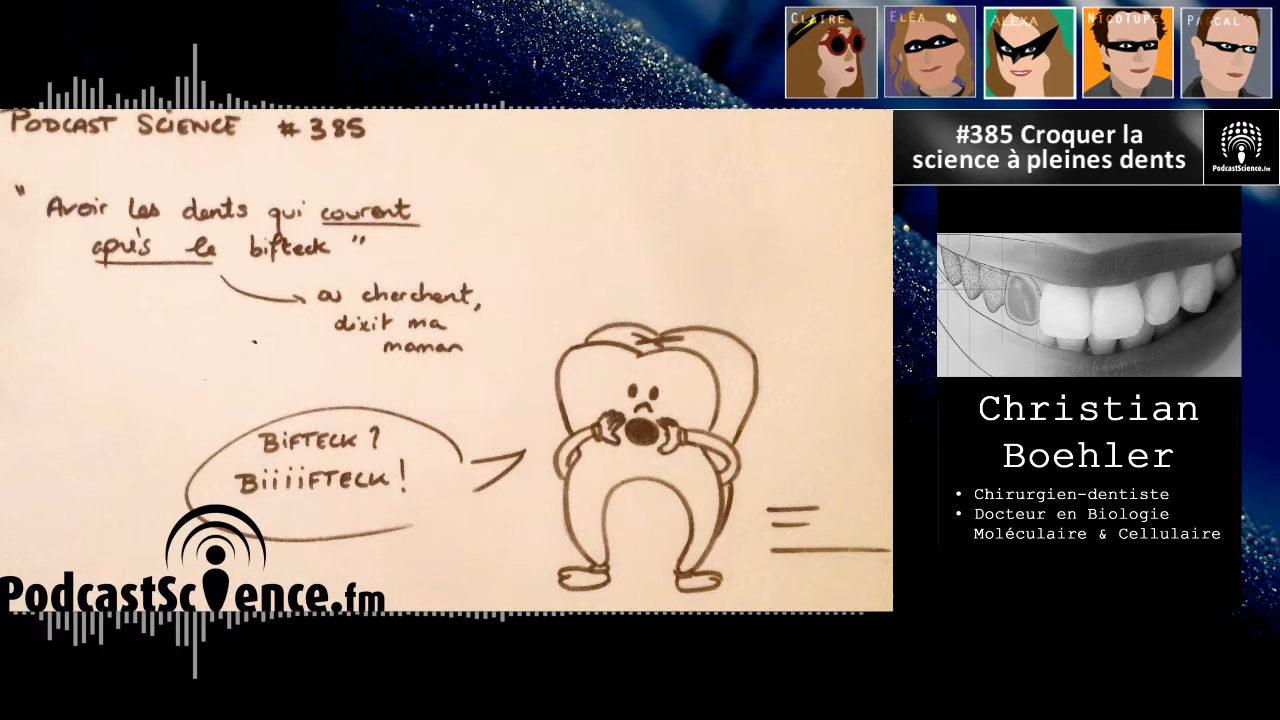 CLAIRE
ELÉA
ALEXA
NICOTUPE
PASCAL
PODCAST SCIENCE #385
" Avoir les dents qui courent
après le bifteck "
ou cherchent,
dixit ma
maman
BIFTECK ?
BiiiiFTECK !
PodcastScience.fm
#385 Croquer la
science à pleines dents
PodcastScience.fm
Christian
Boehler
• Chirurgien-dentiste
• Docteur en Biologie
Moléculaire & Cellulaire